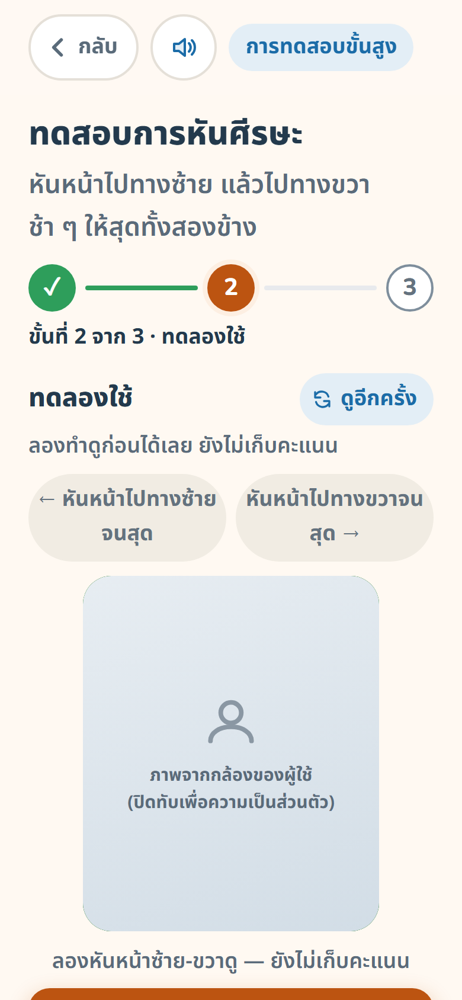 กลับ
การทดสอบขั้นสูง
ทดสอบการหันศีรษะ
หันหน้าไปทางซ้าย แล้วไปทางขวา
ช้า ๆ ให้สุดทั้งสองข้าง
✓ 2 3
ขั้นที่ 2 จาก 3 · ทดลองใช้
ทดลองใช้
ดูอีกครั้ง
ลองทำดูก่อนได้เลย ยังไม่เก็บคะแนน
← หันหน้าไปทางซ้าย
จนสุด
หันหน้าไปทางขวาจน
สุด →
ภาพจากกล้องของผู้ใช้
(ปิดทับเพื่อความเป็นส่วนตัว)
ลองหันหน้าซ้าย-ขวาดู — ยังไม่เก็บคะแนน